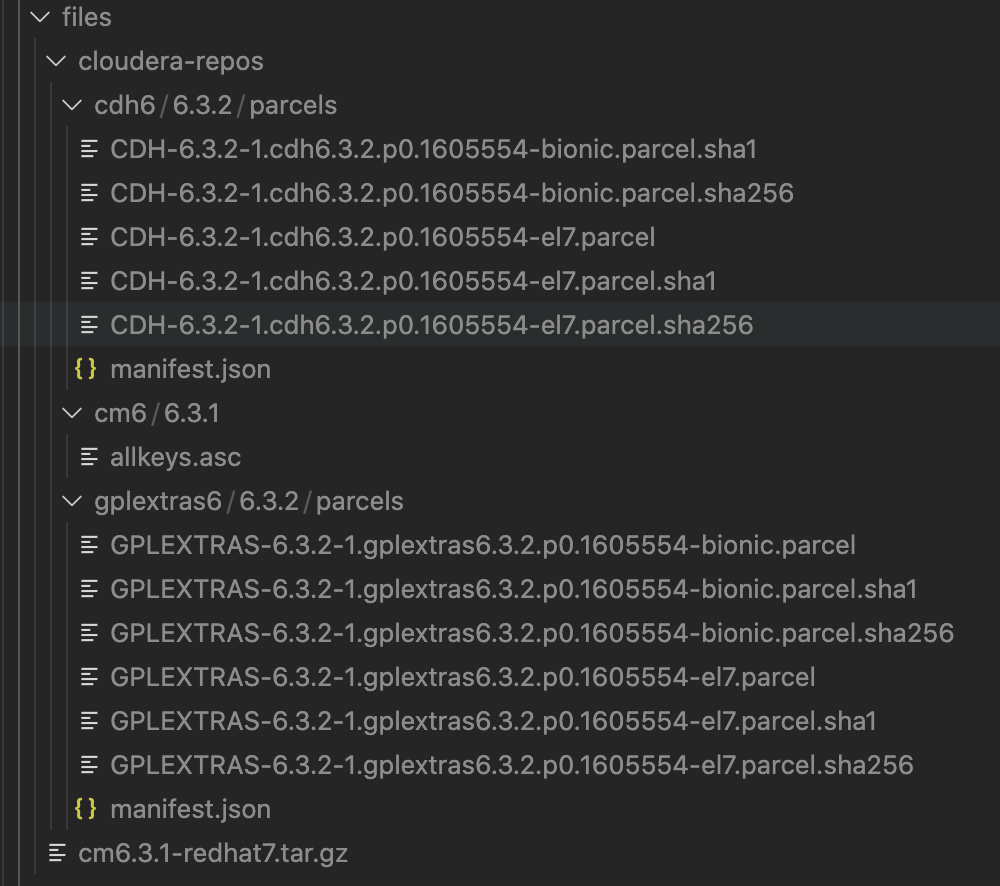 files
cloudera-repos
cdh6/6.3.2/parcels
CDH-6.3.2-1.cdh6.3.2.p0.1605554-bionic.parcel.sha1
CDH-6.3.2-1.cdh6.3.2.p0.1605554-bionic.parcel.sha256
CDH-6.3.2-1.cdh6.3.2.p0.1605554-el7.parcel
CDH-6.3.2-1.cdh6.3.2.p0.1605554-el7.parcel.sha1
CDH-6.3.2-1.cdh6.3.2.p0.1605554-el7.parcel.sha256
{} manifest.json
cm6/6.3.1
allkeys.asc
gplextras6/6.3.2/parcels
GPLEXTRAS-6.3.2-1.gplextras6.3.2.p0.1605554-bionic.parcel
GPLEXTRAS-6.3.2-1.gplextras6.3.2.p0.1605554-bionic.parcel.sha1
GPLEXTRAS-6.3.2-1.gplextras6.3.2.p0.1605554-bionic.parcel.sha256
GPLEXTRAS-6.3.2-1.gplextras6.3.2.p0.1605554-el7.parcel
GPLEXTRAS-6.3.2-1.gplextras6.3.2.p0.1605554-el7.parcel.sha1
GPLEXTRAS-6.3.2-1.gplextras6.3.2.p0.1605554-el7.parcel.sha256
{} manifest.json
cm6.3.1-redhat7.tar.gz